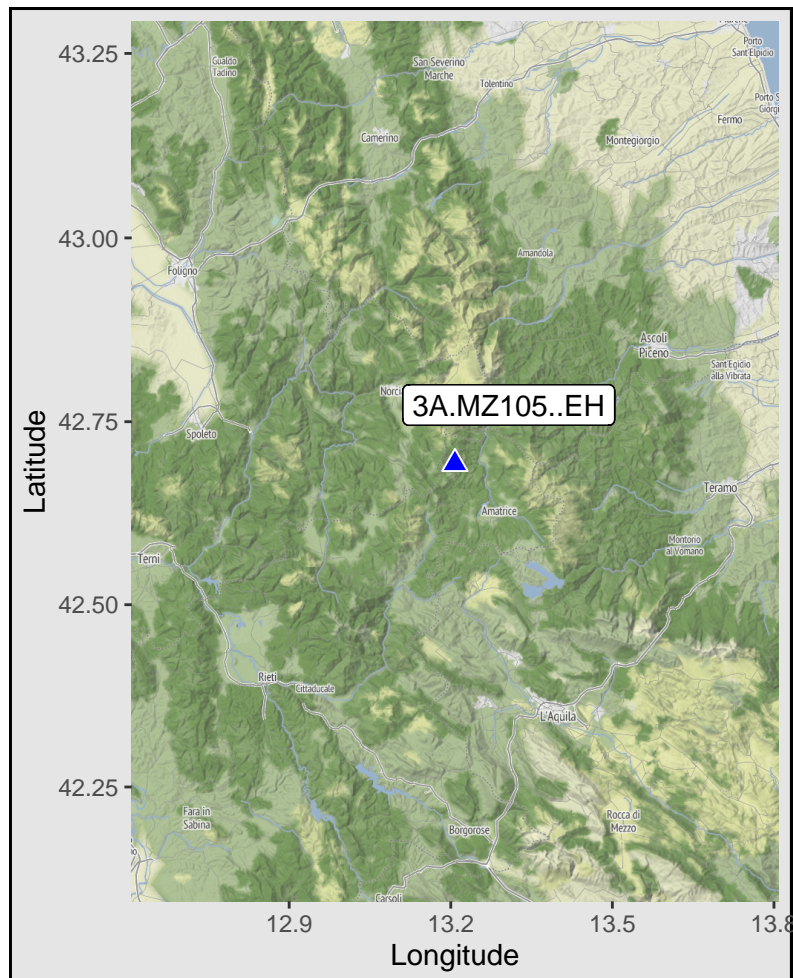 43.25
43.00
42.75
42.50
42.25
Latitude
12.9
13.2
13.5
13.8
Longitude
3A.MZ105..EH
Gualdo
Tadino
San Severino
Marche
Tolentino
Porto
Sant'Elpidio
Porto S
Giorgi
Fermo
Montegiorgio
Camerino
Amandola
Foligno
Ascoli
Piceno
Sant'Egidio
alla Vibrata
Norci
Spoleto
Teramo
Amatrice
Montorio
al Vomano
Terni
Rieti
Cittaducale
L'Aquila
Fara in
Sabina
Borgorose
Rocca di
Mezzo
Carsoli